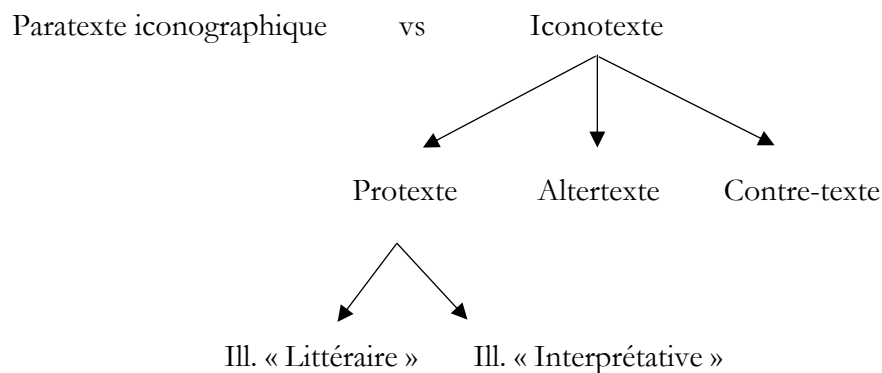 Paratexte iconographique vs Iconotexte
Protexte Altertexte Contre-texte
Ill. « Littéraire » Ill. « Interprétative »